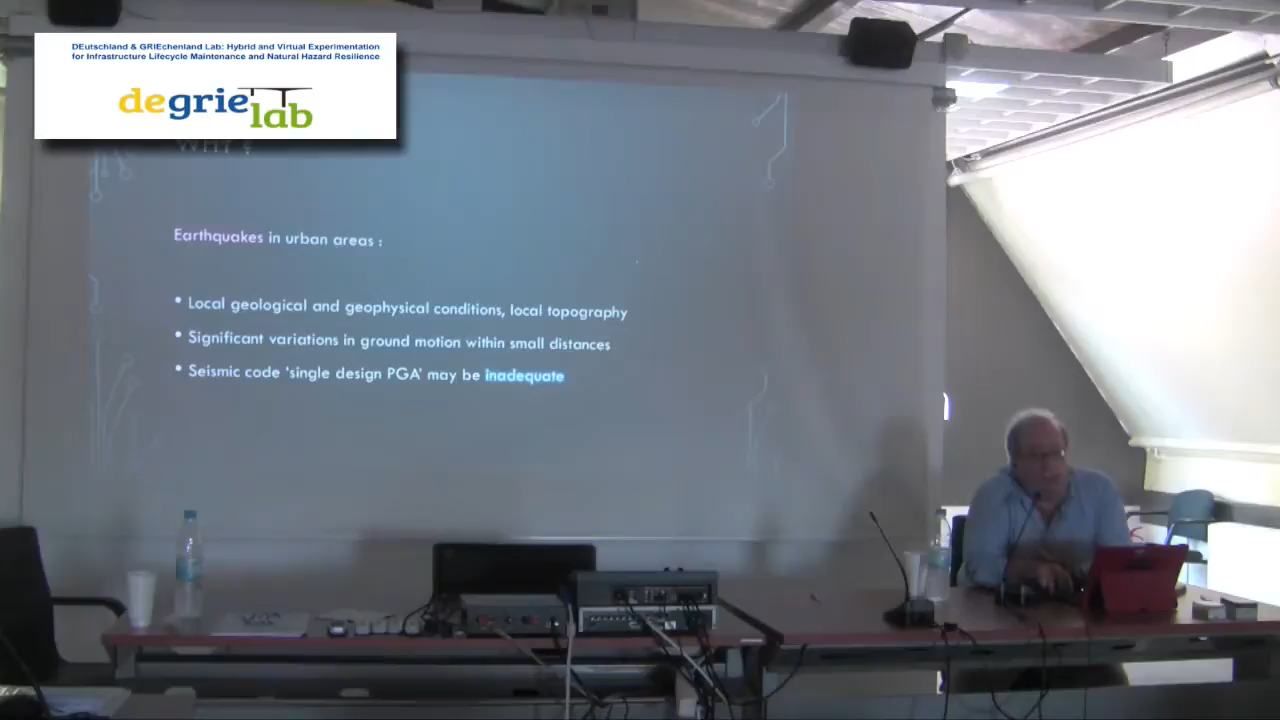 DEutschland & GRIEchenland Lab: Hybrid and Virtual Experimentation
for Infrastructure Lifecycle Maintenance and Natural Hazard Resilience
degrie
lab
WHY ?
Earthquakes in urban areas :
• Local geological and geophysical conditions, local topography
• Significant variations in ground motion within small distances
• Seismic code 'single design PGA' may be inadequate